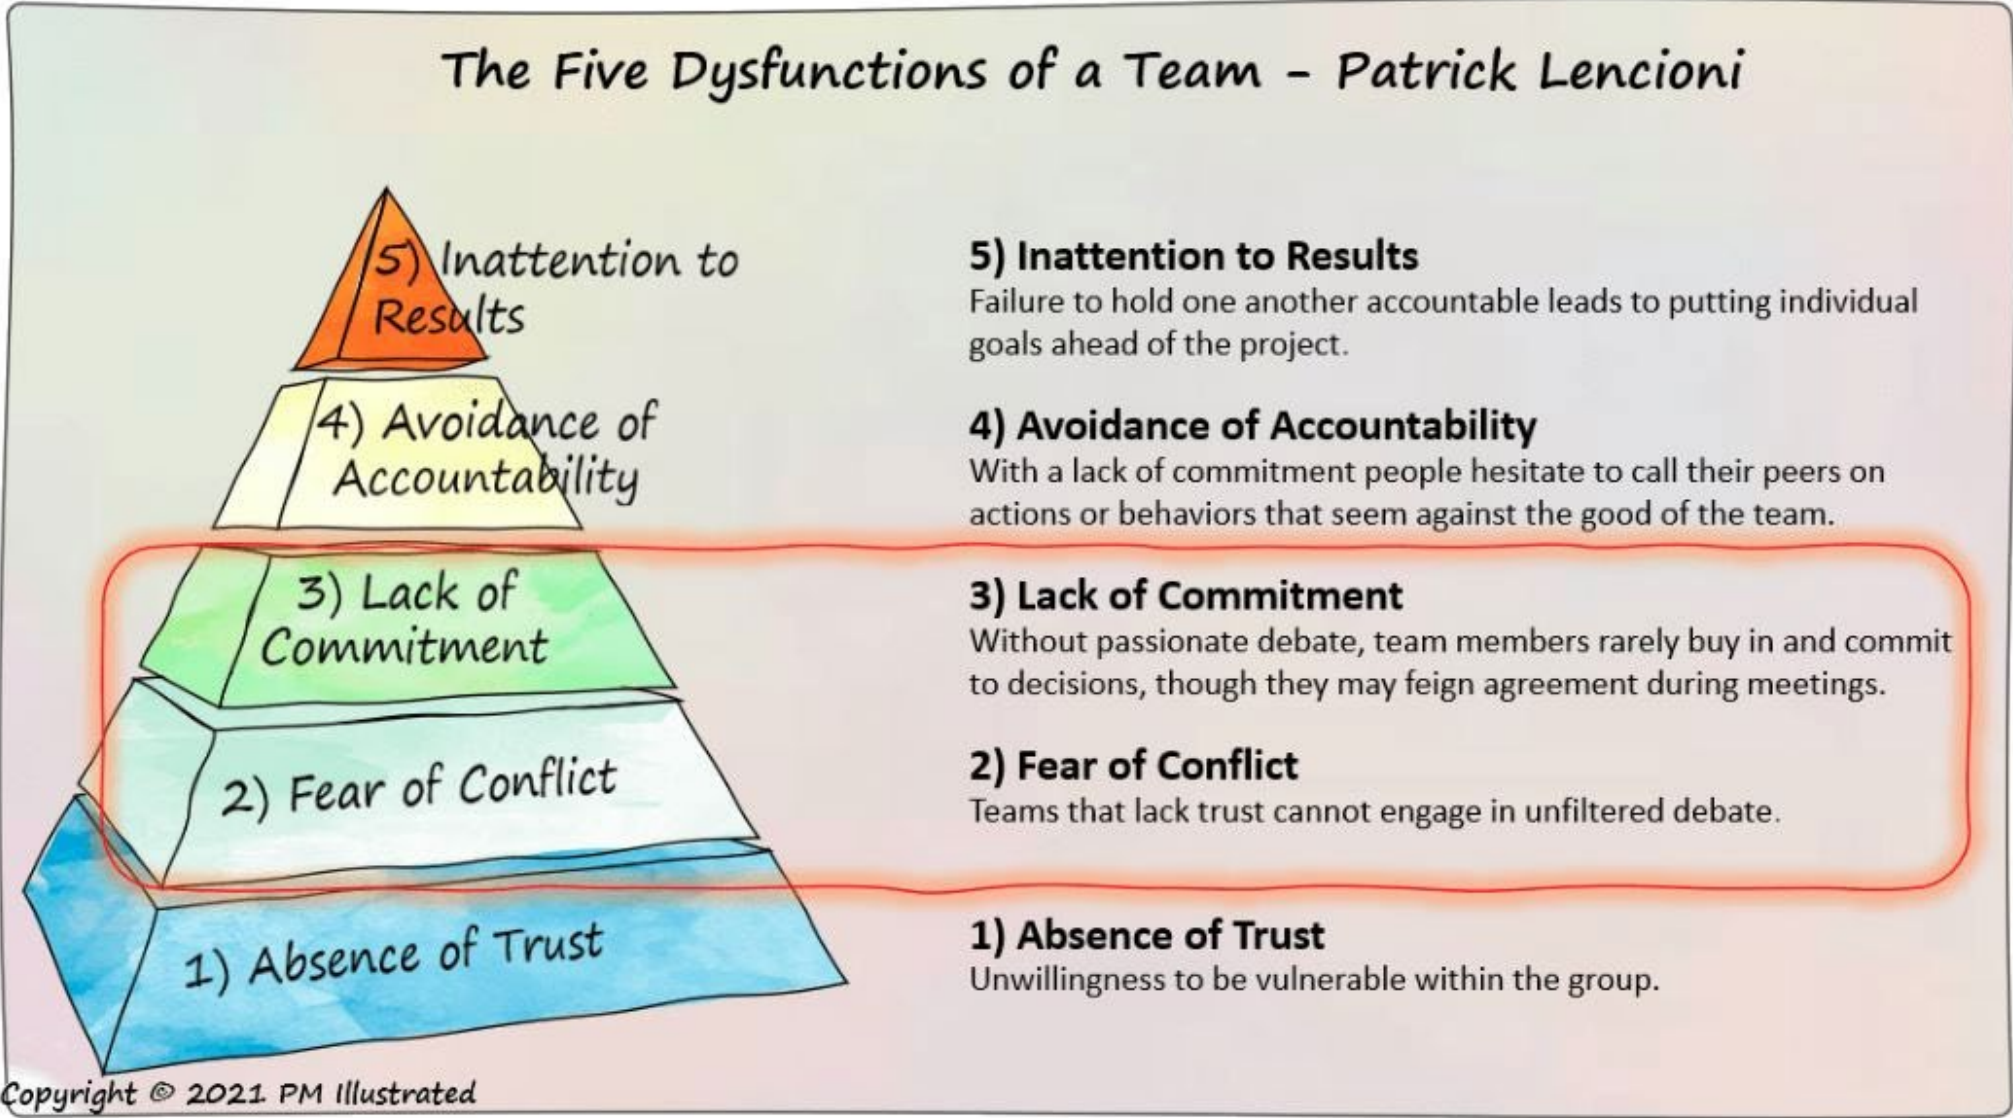 The Five Dysfunctions of a Team - Patrick Lencioni
5) Inattention to
Results
4) Avoidance of
Accountability
3) Lack of
Commitment
2) Fear of Conflict
1) Absence of Trust
5) Inattention to Results
Failure to hold one another accountable leads to putting individual
goals ahead of the project.
4) Avoidance of Accountability
With a lack of commitment people hesitate to call their peers on
actions or behaviors that seem against the good of the team.
3) Lack of Commitment
Without passionate debate, team members rarely buy in and commit
to decisions, though they may feign agreement during meetings.
2) Fear of Conflict
Teams that lack trust cannot engage in unfiltered debate.
1) Absence of Trust
Unwillingness to be vulnerable within the group.
Copyright © 2021 PM Illustrated